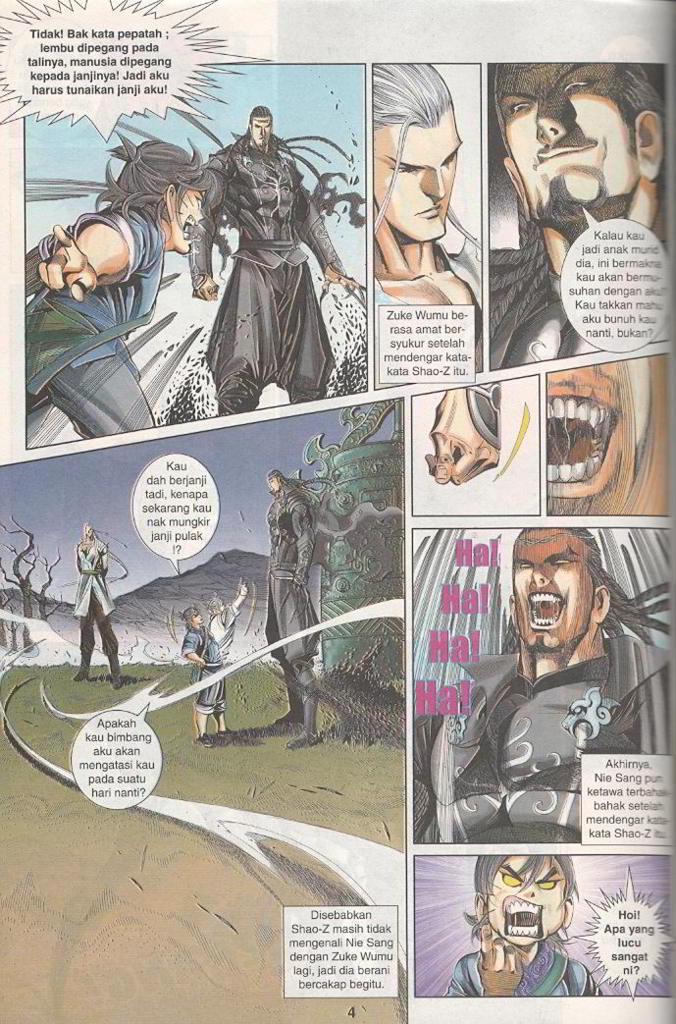 Tidak! Bak kata pepatah ;
lembu dipegang pada
talinya, manusia dipegang
kepada janjinya! Jadi aku
harus tunaikan janji aku!
Zuke Wumu be-
rasa amat ber-
syukur setelah
mendengar kata-
kata Shao-Z itu.
Kalau kau
jadi anak murid
aku, ini bermakna
kau akan bermu-
suhan dengan aku.
Kau takkan mahu
aku bunuh kau
nanti, bukan?
Kau
dah berjanji
tadi, kenapa
sekarang kau
nak mungkir
janji pulak
!?
Apakah
kau bimbang
aku akan
mengatasi kau
pada suatu
hari nanti?
Disebabkan
Shao-Z masih tidak
mengenali Nie Sang
dengan Zuke Wumu
lagi, jadi dia berani
bercakap begitu.
Ha!
Ha!
Ha!
Ha!
Akhirnya,
Nie Sang pun
ketawa terbahak-
bahak setelah
mendengar kata-
kata Shao-Z itu.
Hoi!
Apa yang
lucu
sangat
ni?
4